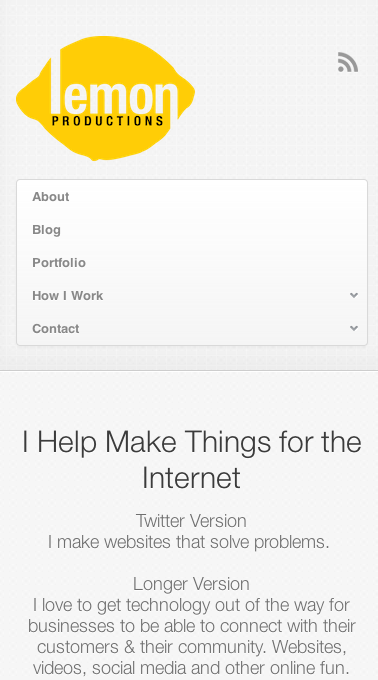 lemon
PRODUCTIONS
About
Blog
Portfolio
How I Work
Contact
I Help Make Things for the
Internet
Twitter Version
I make websites that solve problems.
Longer Version
I love to get technology out of the way for
businesses to be able to connect with their
customers & their community. Websites,
videos, social media and other online fun.